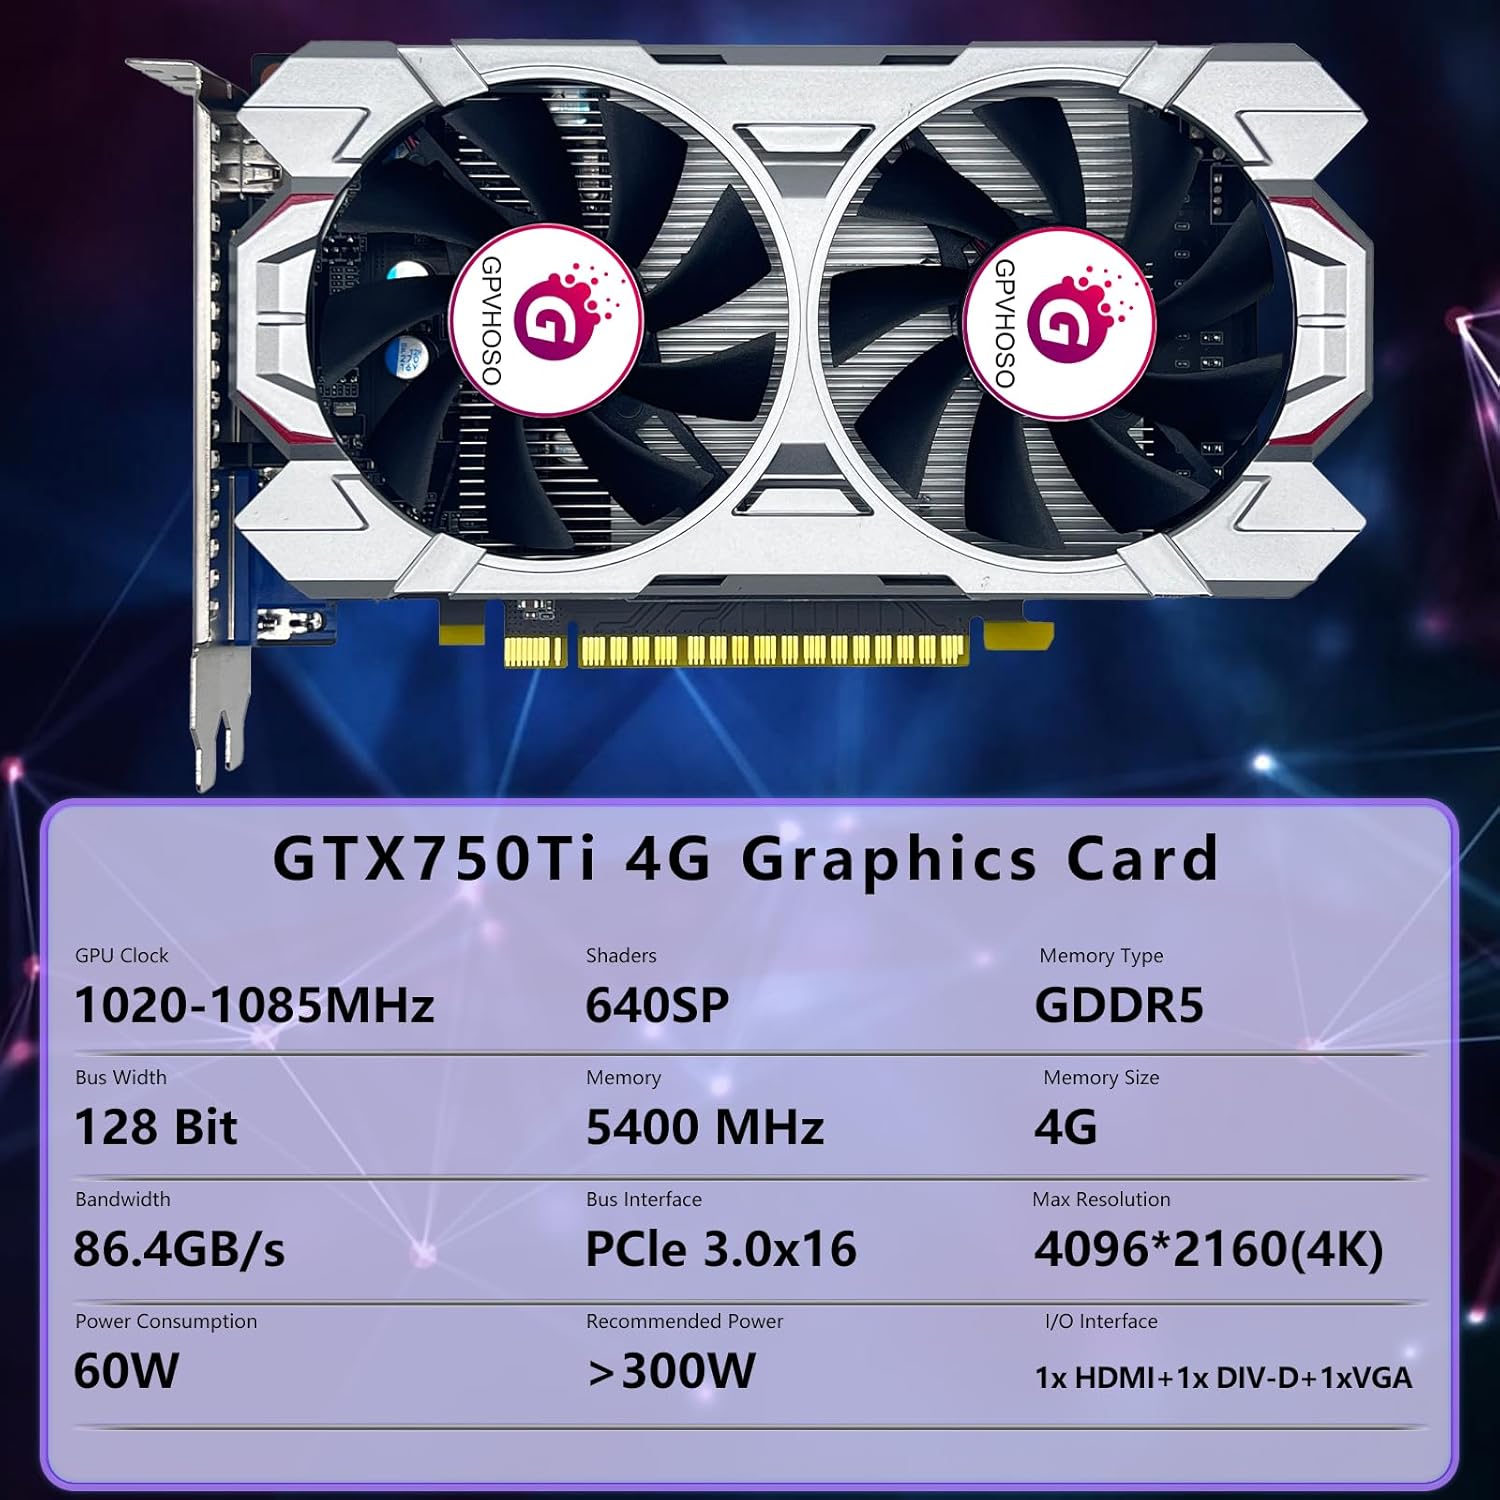 GPVHOSO
G
GPVHOSO
G
GTX750Ti 4G Graphics Card
GPU Clock
1020-1085MHz
Shaders
640SP
Memory Type
GDDR5
Bus Width
128 Bit
Memory
5400 MHz
Memory Size
4G
Bandwidth
86.4GB/s
Bus Interface
PCle 3.0x16
Max Resolution
4096*2160(4K)
Power Consumption
60W
Recommended Power
>300W
I/O Interface
1x HDMI+1x DIV-D+1xVGA